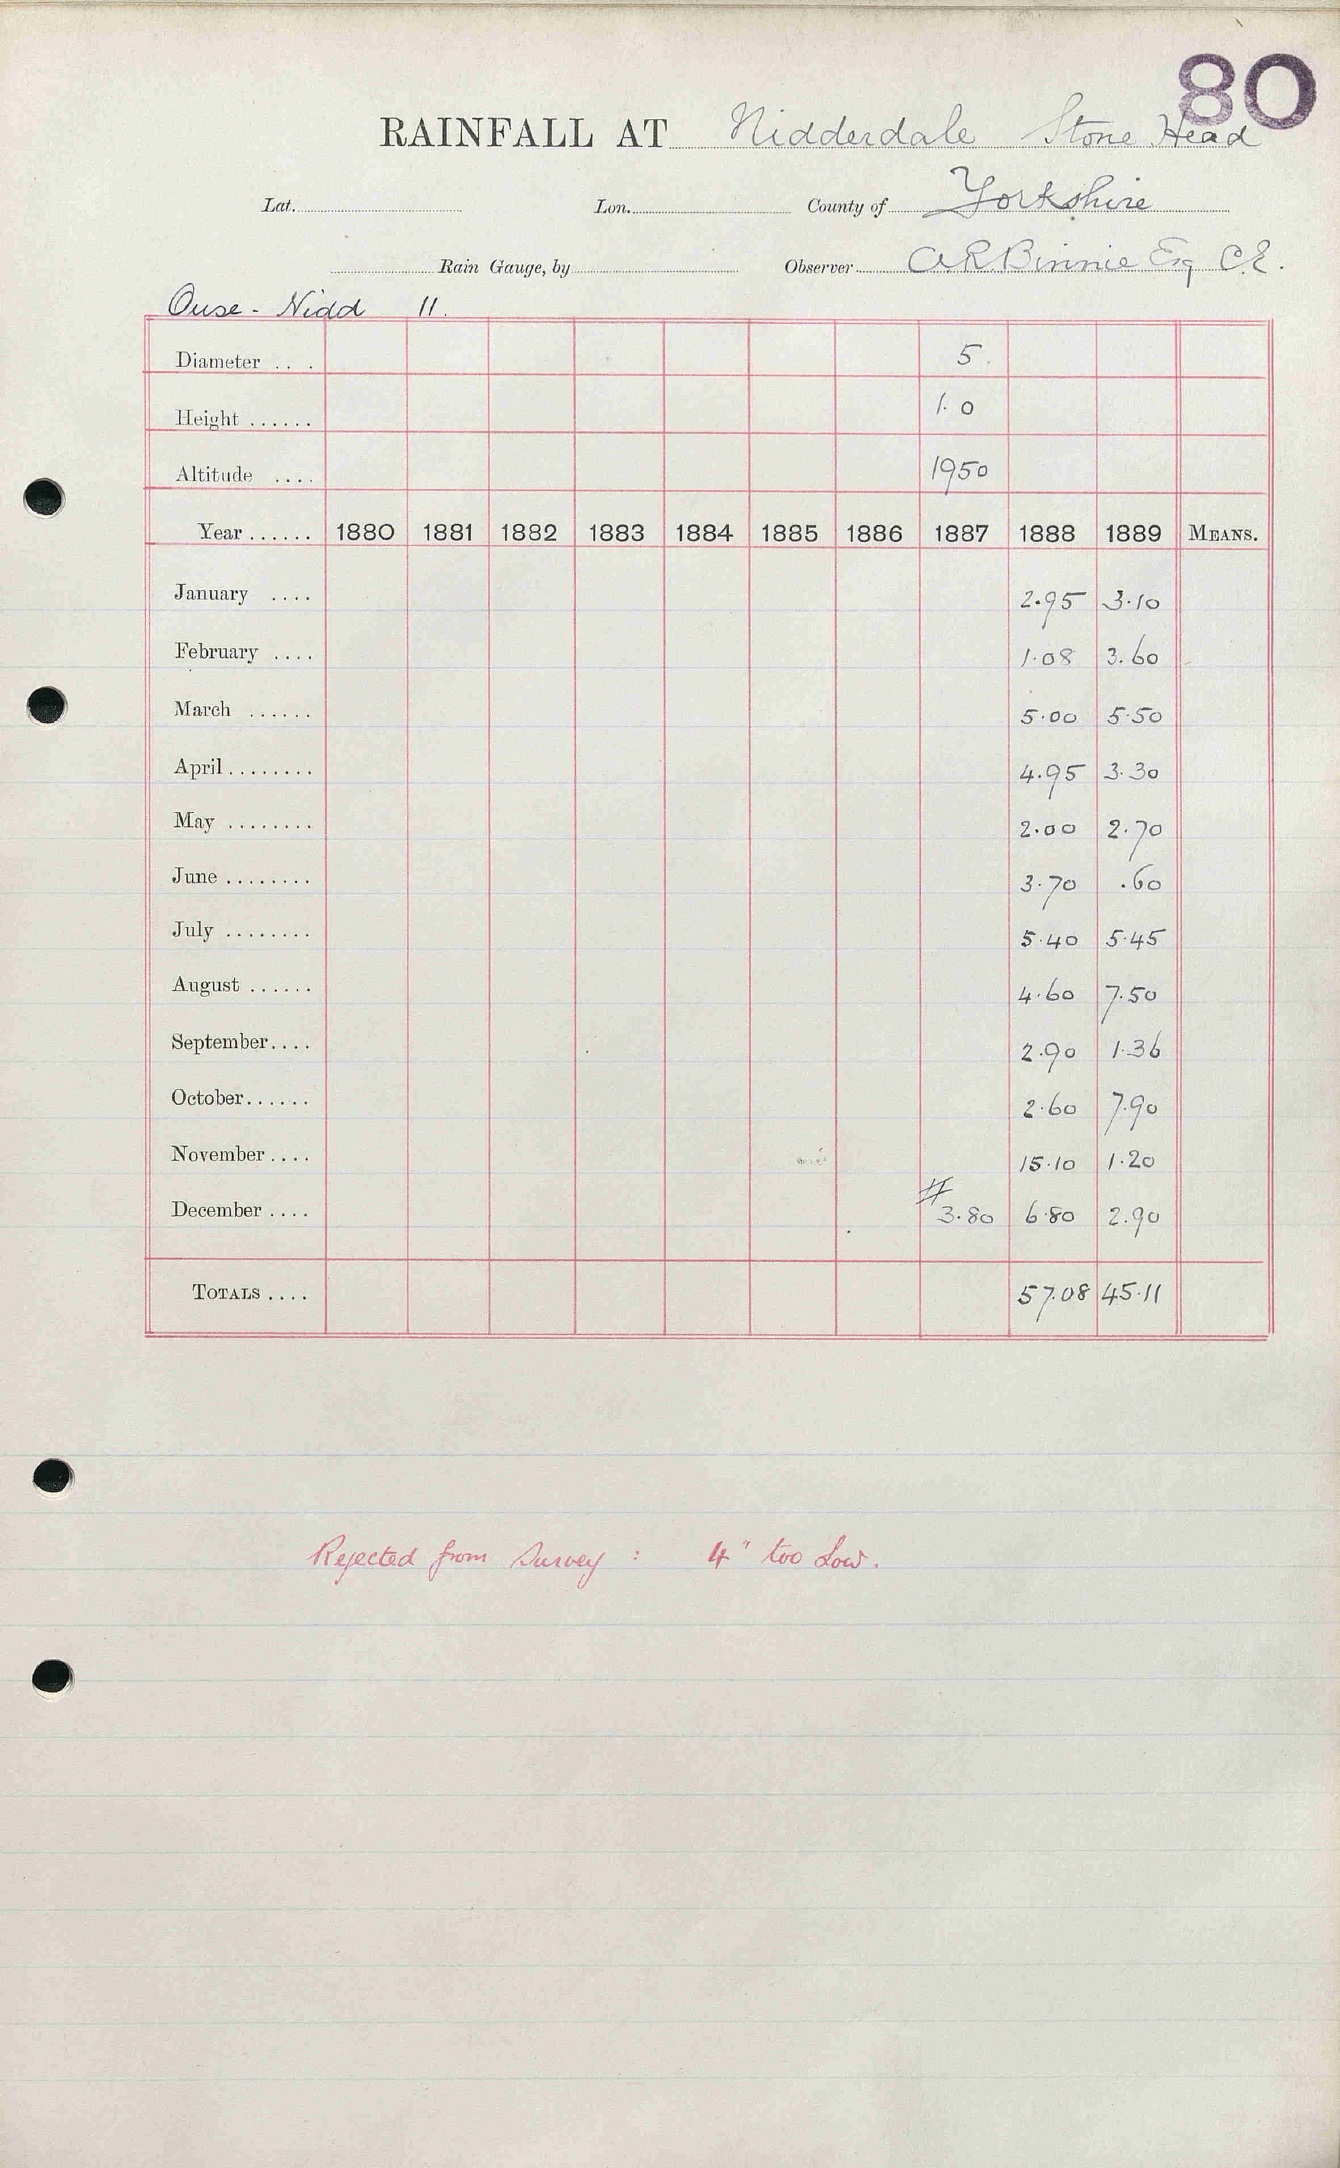 80
RAINFALL AT Nidderdale Stone Head
Lat. Lon. County of Yorkshire
Rain Gauge, by Observer A R Binnie Esq C.E.
Ouse - Nidd 11.
Diameter . . . 5.
Height ...... 1.0
Altitude .... 1950
Year ...... 1880 1881 1882 1883 1884 1885 1886 1887 1888 1889 MEANS.
January .... 2.95 3.10
February .... 1.08 3.60
March ...... 5.00 5.50
April ........ 4.95 3.30
May ........ 2.00 2.70
June ........ 3.70 .60
July ........ 5.40 5.45
August ...... 4.60 7.50
September .... 2.90 1.36
October ...... 2.60 7.90
November .... 15.10 1.20
December .... # 3.80 6.80 2.90
TOTALS .... 57.08 45.11
Rejected from Survey : 4" too Low.